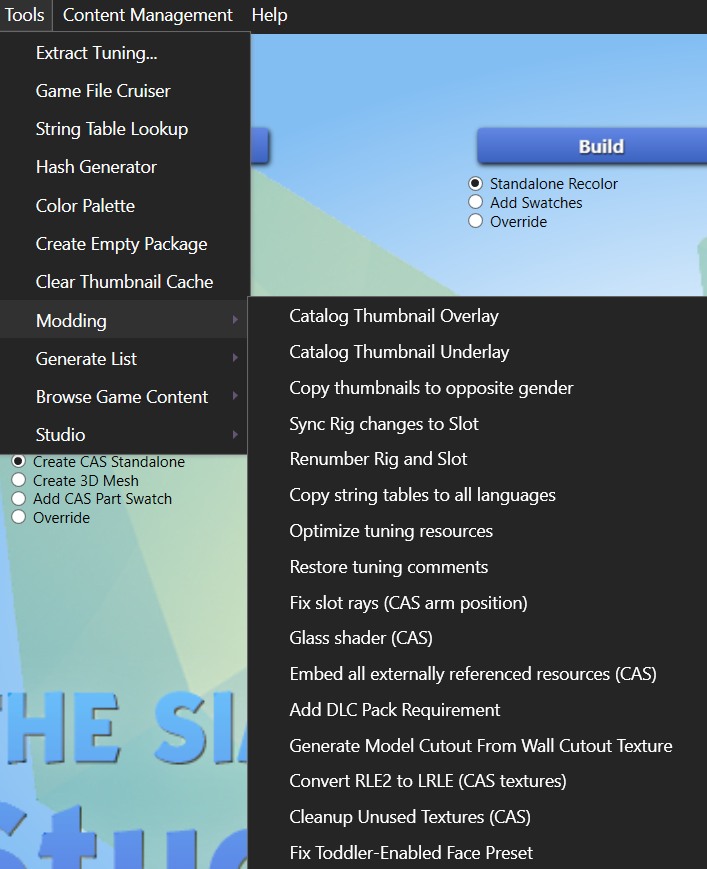 Tools Content Management Help
Extract Tuning...
Game File Cruiser
String Table Lookup
Hash Generator
Color Palette
Create Empty Package
Clear Thumbnail Cache
Modding
Generate List
Browse Game Content
Studio
Build
Standalone Recolor
Add Swatches
Override
Catalog Thumbnail Overlay
Catalog Thumbnail Underlay
Copy thumbnails to opposite gender
Sync Rig changes to Slot
Renumber Rig and Slot
Copy string tables to all languages
Optimize tuning resources
Restore tuning comments
Fix slot rays (CAS arm position)
Glass shader (CAS)
Embed all externally referenced resources (CAS)
Add DLC Pack Requirement
Generate Model Cutout From Wall Cutout Texture
Convert RLE2 to LRLE (CAS textures)
Cleanup Unused Textures (CAS)
Fix Toddler-Enabled Face Preset
Create CAS Standalone
Create 3D Mesh
Add CAS Part Swatch
Override
THE